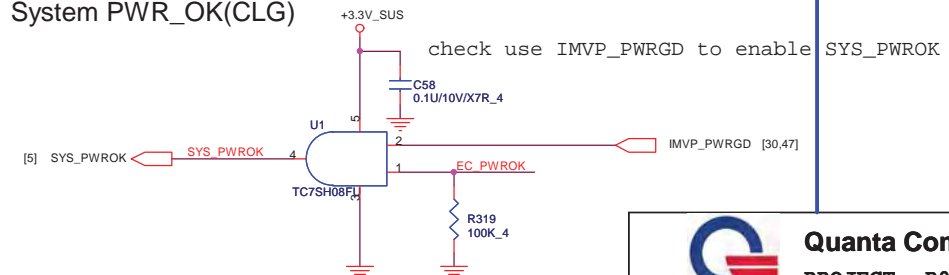 System PWR_OK(CLG)
+3.3V_SUS
check use IMVP_PWRGD to enable SYS_PWROK
C58
0.1U/10V/X7R_4
U1
5
2
IMVP_PWRGD [30,47]
[5] SYS_PWROK
SYS_PWROK
4
1
EC_PWROK
TC7SH08FU
3
R319
100K_4
Quanta Com